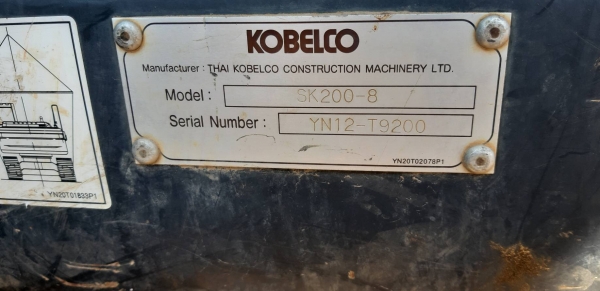 KOBELCO
Manufacturer : THAI KOBELCO CONSTRUCTION MACHINERY LTD.
Model : SK200-8
Serial Number : YN12-T9200
YN20T02078P1
YN20T01833P1